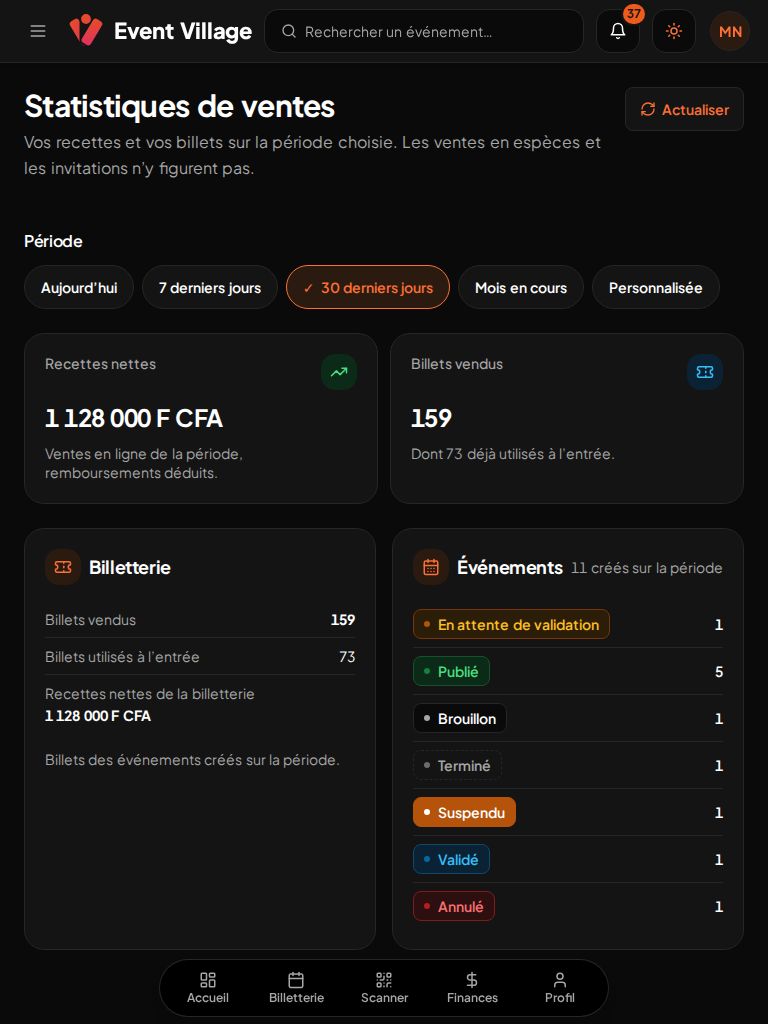 Event Village
Rechercher un événement…
37
MN
Statistiques de ventes
Actualiser
Vos recettes et vos billets sur la période choisie. Les ventes en espèces et
les invitations n’y figurent pas.
Période
Aujourd’hui
7 derniers jours
✓ 30 derniers jours
Mois en cours
Personnalisée
Recettes nettes
1 128 000 F CFA
Ventes en ligne de la période,
remboursements déduits.
Billets vendus
159
Dont 73 déjà utilisés à l’entrée.
Billetterie
Billets vendus 159
Billets utilisés à l’entrée 73
Recettes nettes de la billetterie
1 128 000 F CFA
Billets des événements créés sur la période.
Événements 11 créés sur la période
En attente de validation 1
Publié 5
Brouillon 1
Terminé 1
Suspendu 1
Validé 1
Annulé 1
Accueil
Billetterie
Scanner
Finances
Profil